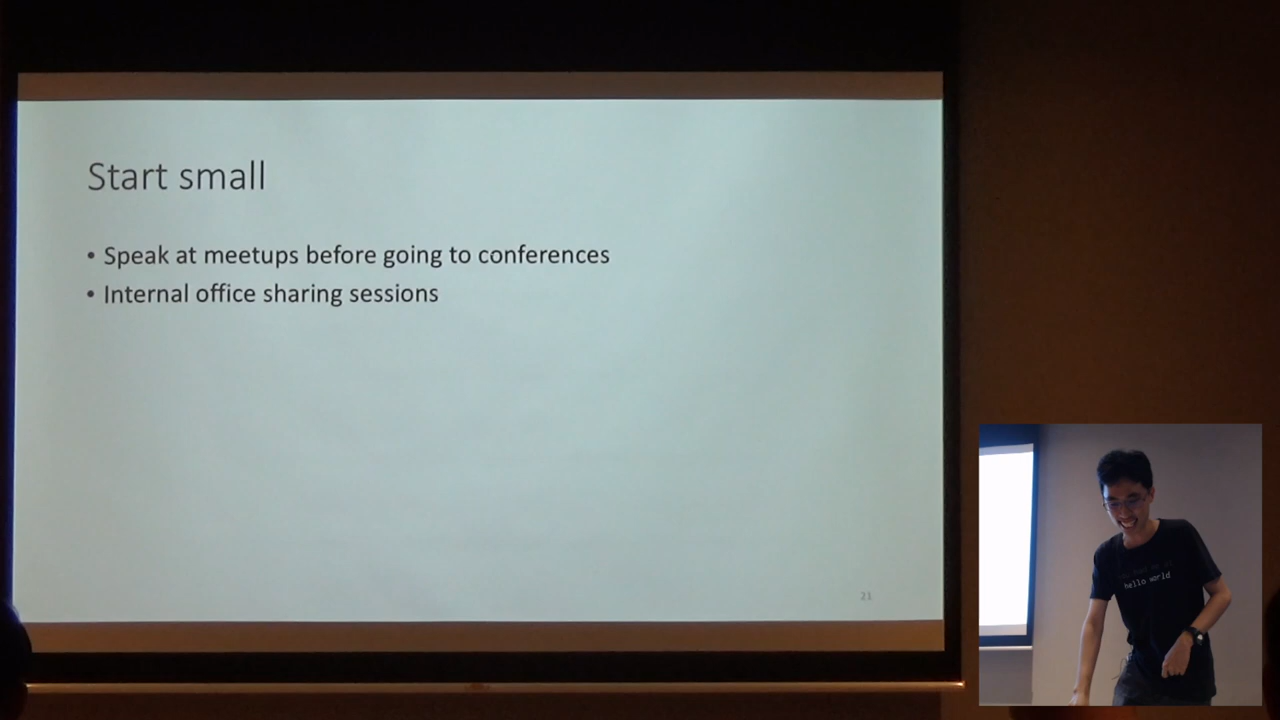 Start small
• Speak at meetups before going to conferences
• Internal office sharing sessions
21
hello world